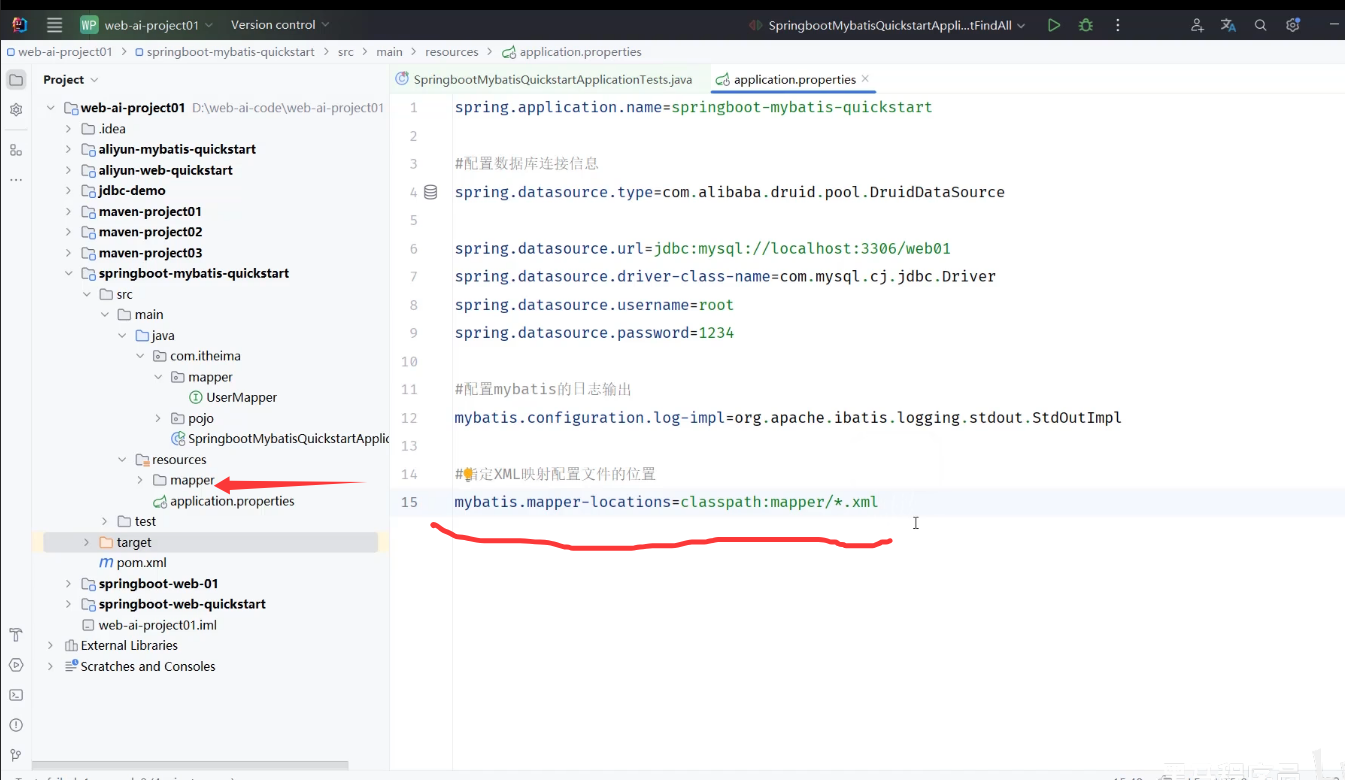 WP web-ai-project01 Version control SpringbootMybatisQuickstartAppli...tFindAll
web-ai-project01 > springboot-mybatis-quickstart > src > main > resources > application.properties
Project
SpringbootMybatisQuickstartApplicationTests.java
application.properties
web-ai-project01 D:\web-ai-code\web-ai-project01
.idea
aliyun-mybatis-quickstart
aliyun-web-quickstart
jdbc-demo
maven-project01
maven-project02
maven-project03
springboot-mybatis-quickstart
src
main
java
com.itheima
mapper
UserMapper
pojo
SpringbootMybatisQuickstartApplic
resources
mapper
application.properties
test
target
pom.xml
springboot-web-01
springboot-web-quickstart
web-ai-project01.iml
External Libraries
Scratches and Consoles
1 spring.application.name=springboot-mybatis-quickstart
2
3 #配置数据库连接信息
4 spring.datasource.type=com.alibaba.druid.pool.DruidDataSource
5
6 spring.datasource.url=jdbc:mysql://localhost:3306/web01
7 spring.datasource.driver-class-name=com.mysql.cj.jdbc.Driver
8 spring.datasource.username=root
9 spring.datasource.password=1234
10
11 #配置mybatis的日志输出
12 mybatis.configuration.log-impl=org.apache.ibatis.logging.stdout.StdOutImpl
13
14 #指定XML映射配置文件的位置
15 mybatis.mapper-locations=classpath:mapper/*.xml